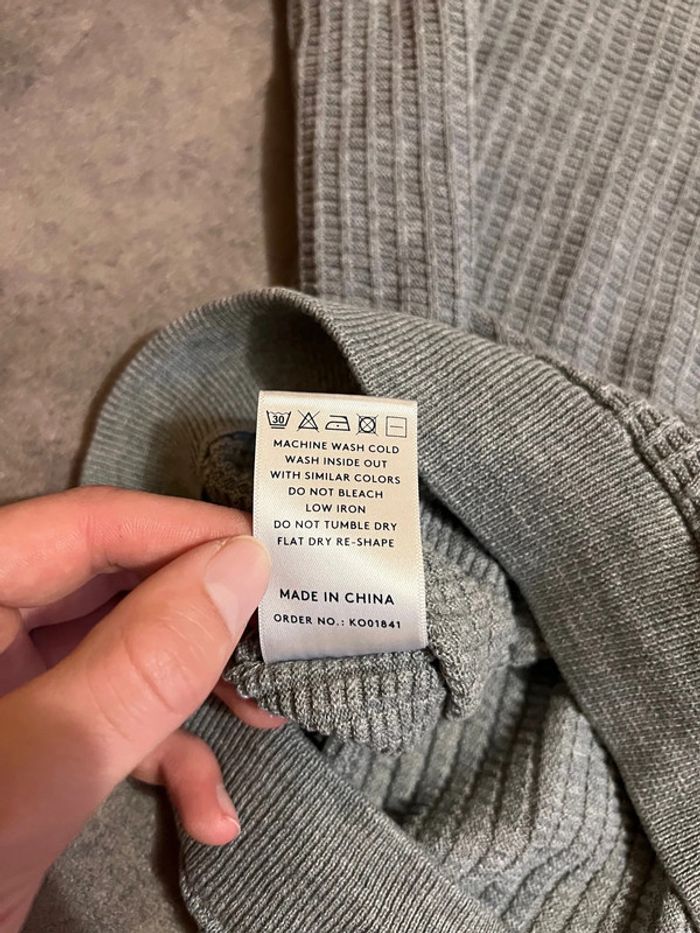 30
MACHINE WASH COLD
WASH INSIDE OUT
WITH SIMILAR COLORS
DO NOT BLEACH
LOW IRON
DO NOT TUMBLE DRY
FLAT DRY RE-SHAPE
MADE IN CHINA
ORDER NO.: KO01841